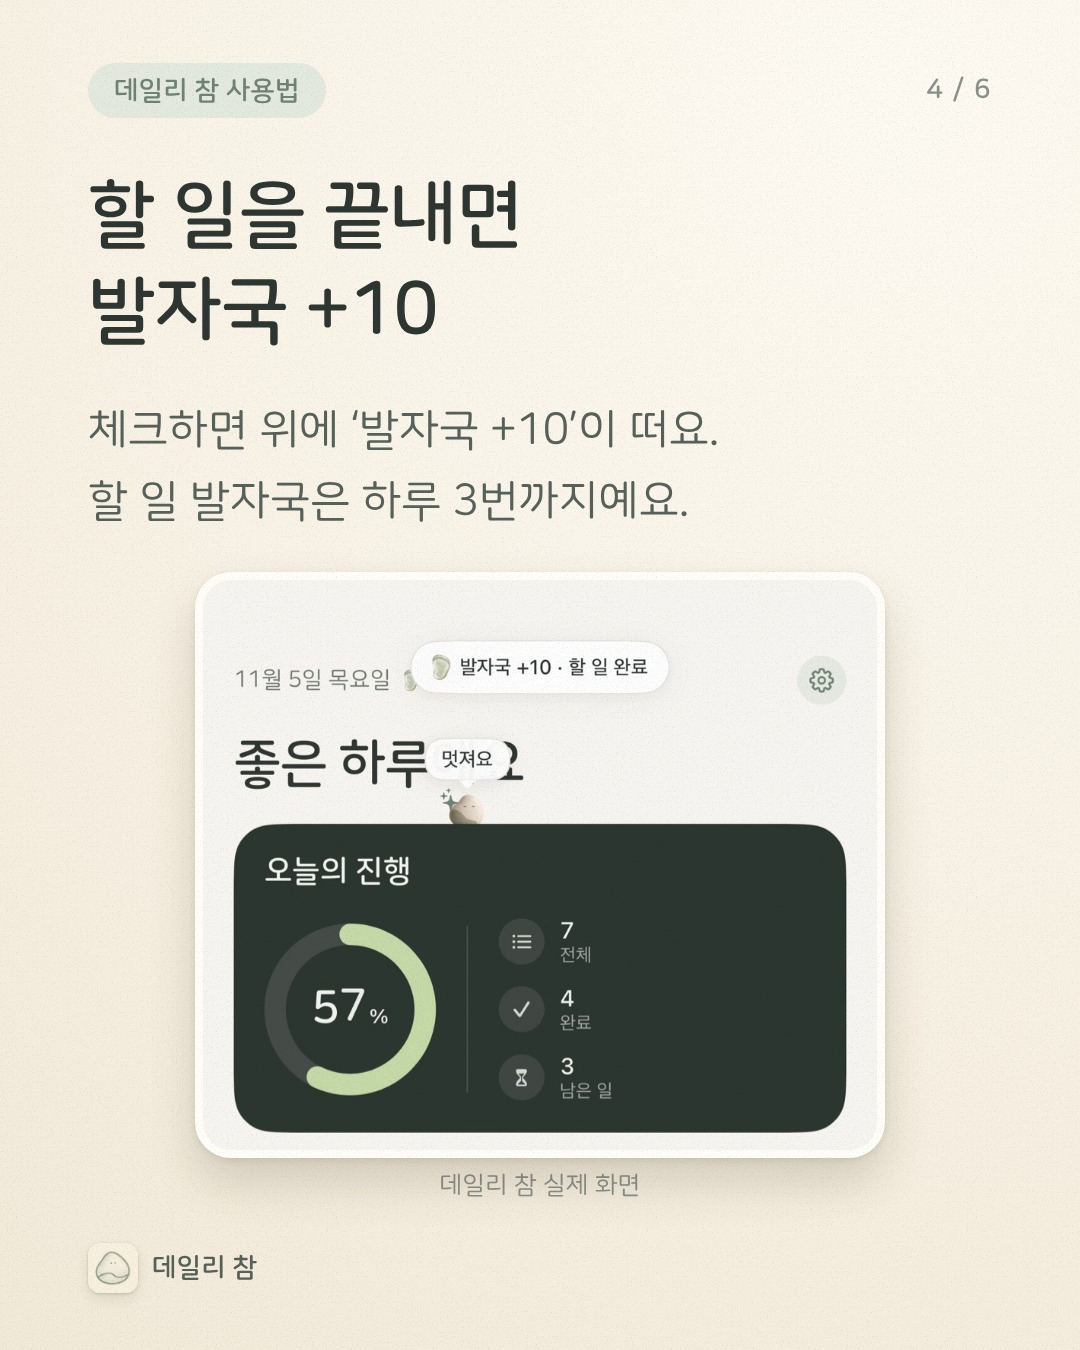 데일리 참 사용법
4 / 6
할 일을 끝내면
발자국 +10
체크하면 위에 ‘발자국 +10’이 떠요.
할 일 발자국은 하루 3번까지예요.
발자국 +10 · 할 일 완료
11월 5일 목요일
좋은 하루 요
멋져요
오늘의 진행
57%
7
전체
4
완료
3
남은 일
데일리 참 실제 화면
데일리 참